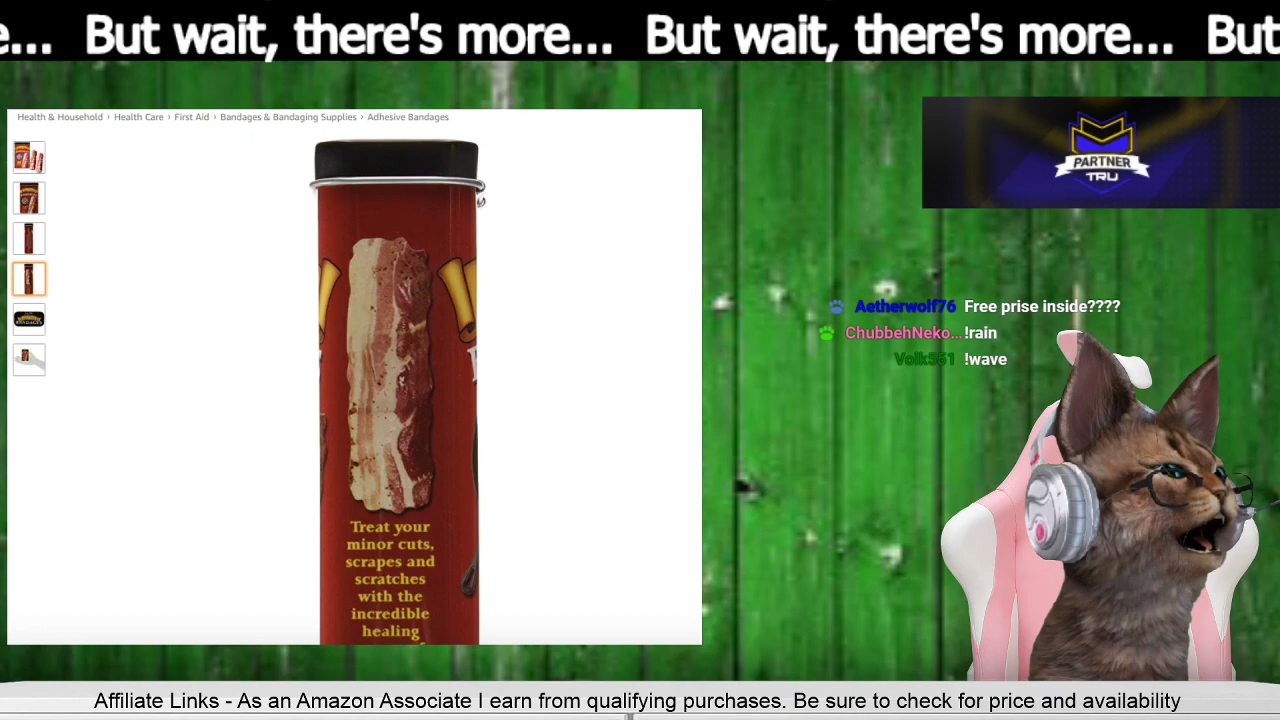 e... But wait, there's more... But wait, there's more... But
Health & Household › Health Care › First Aid › Bandages & Bandaging Supplies › Adhesive Bandages
PARTNER
TRU
Aetherwolf76 Free prise inside????
ChubbehNeko... !rain
Volk551 !wave
Treat your
minor cuts,
scrapes and
scratches
with the
incredible
healing
Affiliate Links - As an Amazon Associate I earn from qualifying purchases. Be sure to check for price and availability